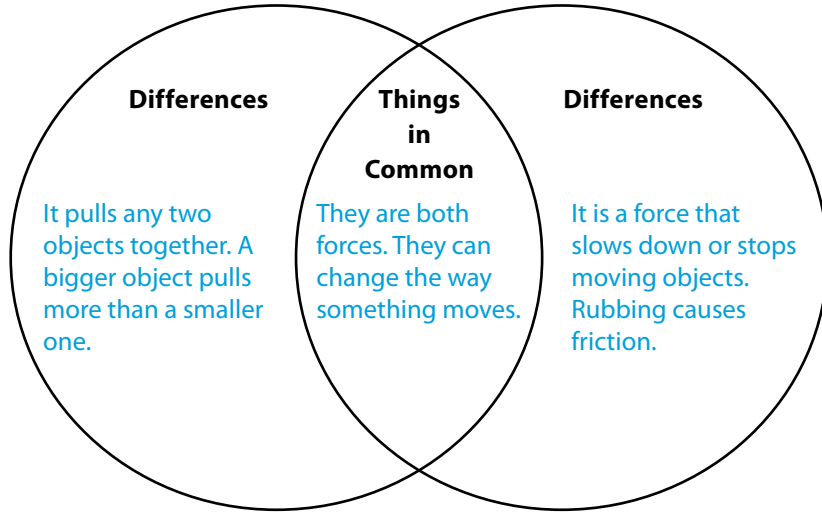 Differences
It pulls any two
objects together. A
bigger object pulls
more than a smaller
one.
Things
in
Common
They are both
forces. They can
change the way
something moves.
Differences
It is a force that
slows down or stops
moving objects.
Rubbing causes
friction.